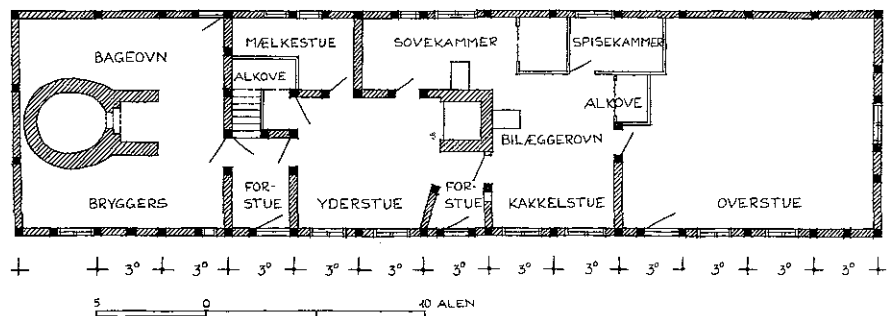 BAGEOVN
MÆLKESTUE
SOVEKAMMER
SPISEKAMMER
ALKOVE
ALKOVE
BILÆGGEROVN
BRYGGERS
FOR-
STUE
YDERSTUE
FOR-
STUE
KAKKELSTUE
OVERSTUE
3° 3° 3° 3° 3° 3° 3° 3° 3° 3° 3° 3°
5 0 10 ALEN